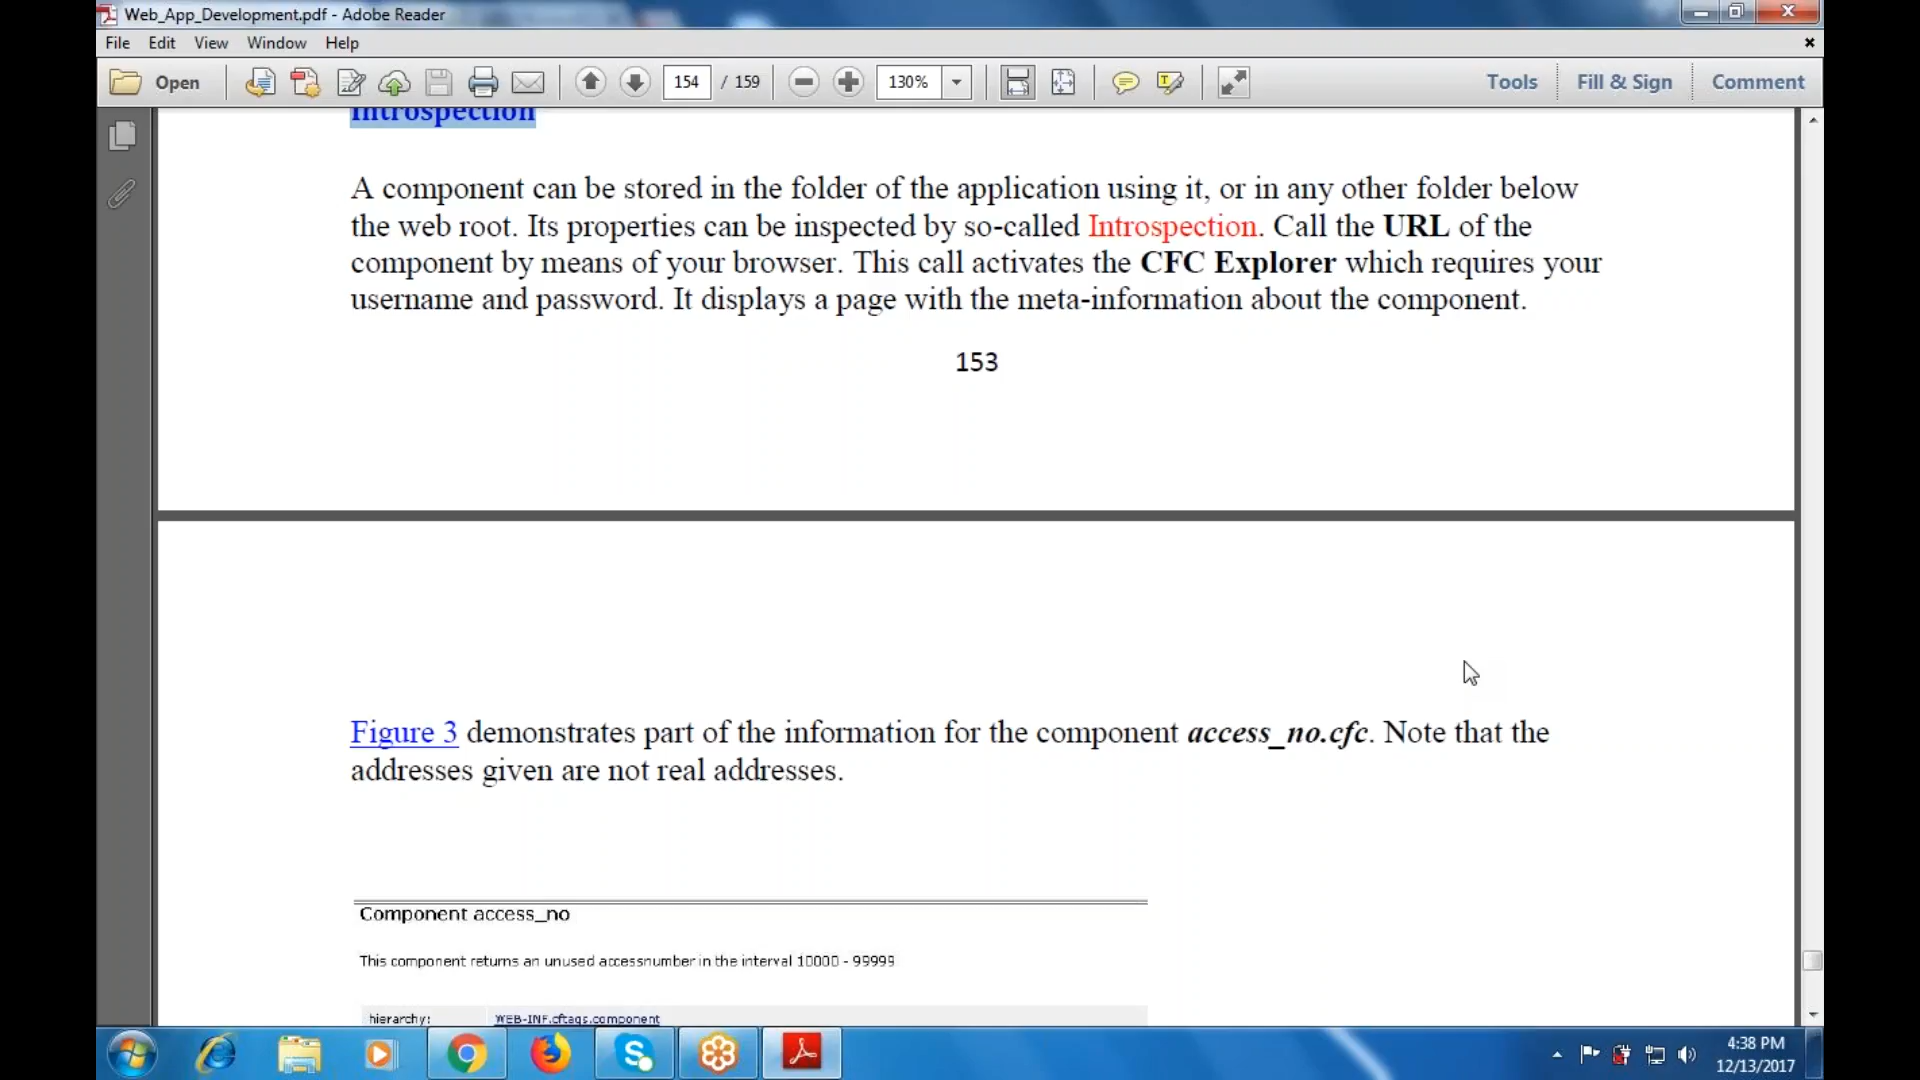 Web_App_Development.pdf - Adobe Reader
File Edit View Window Help
Open 154 / 159 130% Tools Fill & Sign Comment
Introspection
A component can be stored in the folder of the application using it, or in any other folder below
the web root. Its properties can be inspected by so-called Introspection. Call the URL of the
component by means of your browser. This call activates the CFC Explorer which requires your
username and password. It displays a page with the meta-information about the component.
153
Figure 3 demonstrates part of the information for the component access_no.cfc. Note that the
addresses given are not real addresses.
Component access_no
This component returns an unused accessnumber in the interval 10000 - 99999
hierarchy: WEB-INF.cftags.component
4:38 PM
12/13/2017